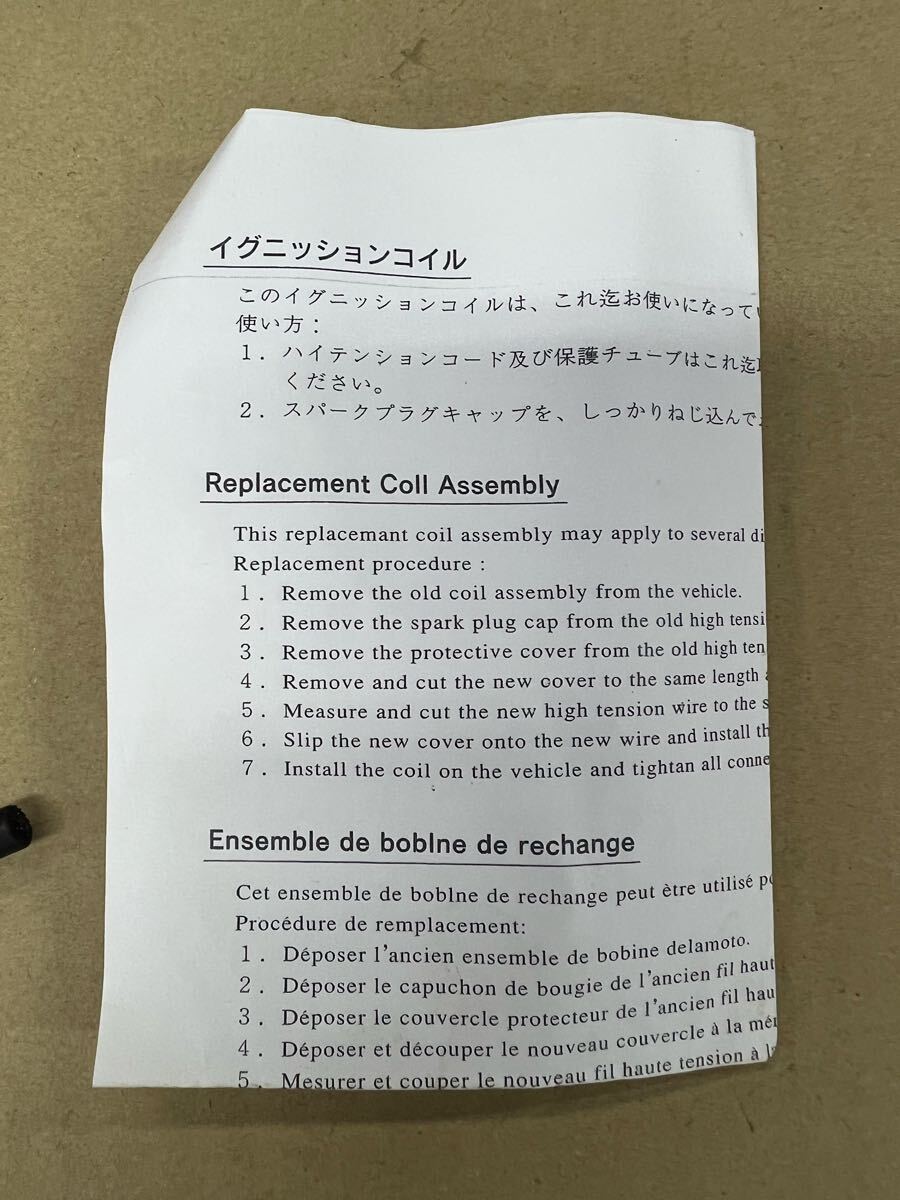 イグニッションコイル
このイグニッションコイルは、これ迄お使いになって
使い方：
1．ハイテンションコード及び保護チューブはこれ迄
ください。
2．スパークプラグキャップを、しっかりねじ込んで
Replacement Coll Assembly
This replacemant coil assembly may apply to several di
Replacement procedure :
1. Remove the old coil assembly from the vehicle.
2. Remove the spark plug cap from the old high tensi
3. Remove the protective cover from the old high ten
4. Remove and cut the new cover to the same length
5. Measure and cut the new high tension wire to the s
6. Slip the new cover onto the new wire and install th
7. Install the coil on the vehicle and tightan all conne
Ensemble de boblne de rechange
Cet ensemble de boblne de rechange peut ètre utilisé p
Procédure de remplacement:
1. Déposer l'ancien ensemble de bobine delamoto.
2. Déposer le capuchon de bougie de l'ancien fil haut
3. Déposer le couvercle protecteur de l'ancien fil hau
4. Déposer et découper le nouveau couvercle à la mê
5. Mesurer et couper le nouveau fil haute tension à l